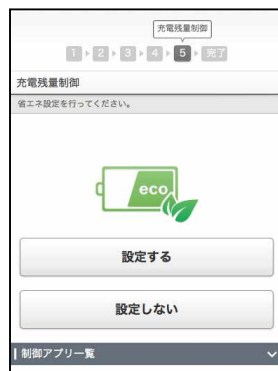 充電残量制御
1 2 3 4 5 完了
充電残量制御
省エネ設定を行ってください。
eco
設定する
設定しない
制御アプリ一覧